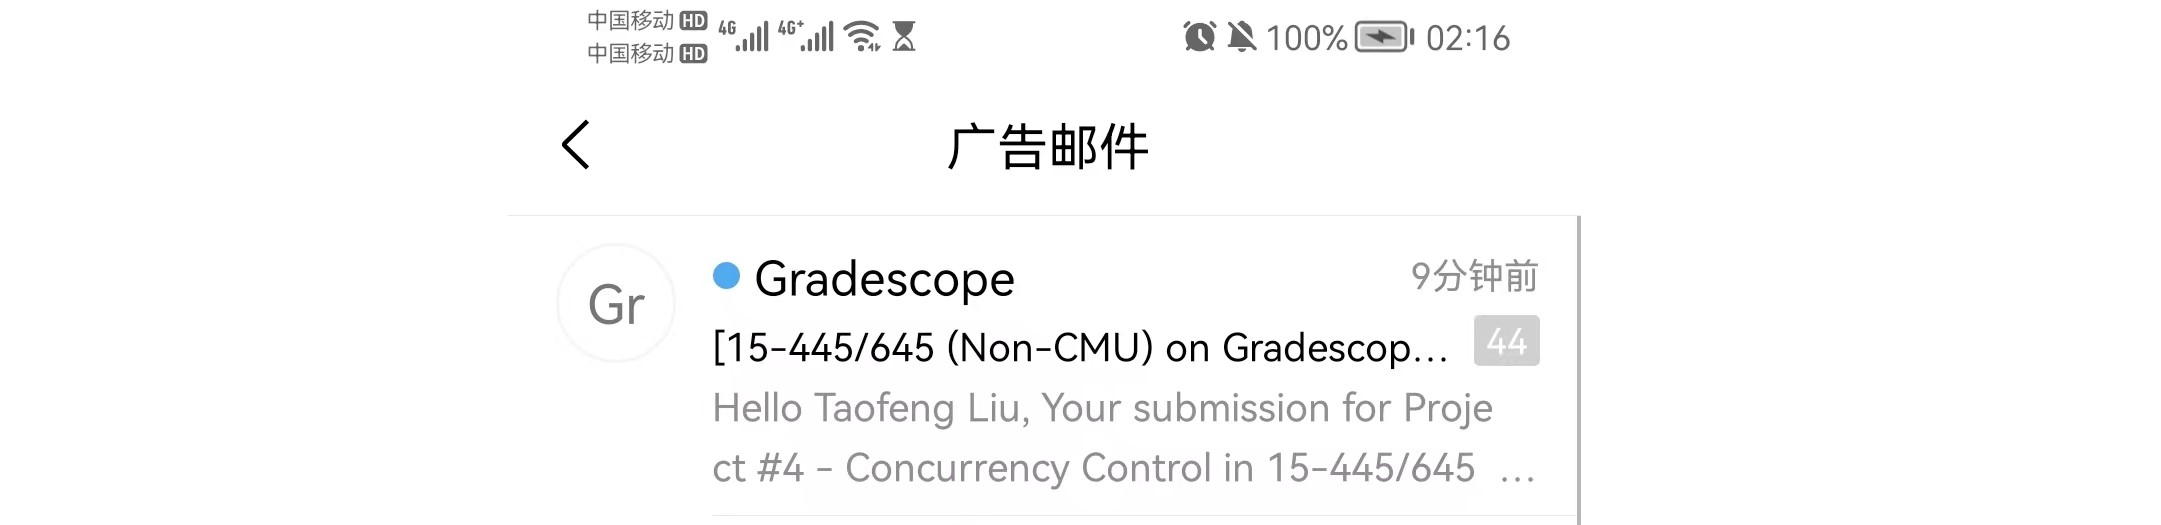 中国移动 HD 4G 4G+ 100% 02:16
中国移动 HD
广告邮件
Gr
Gradescope 9分钟前
[15-445/645 (Non-CMU) on Gradescop... 44
Hello Taofeng Liu, Your submission for Proje
ct #4 - Concurrency Control in 15-445/645 ...